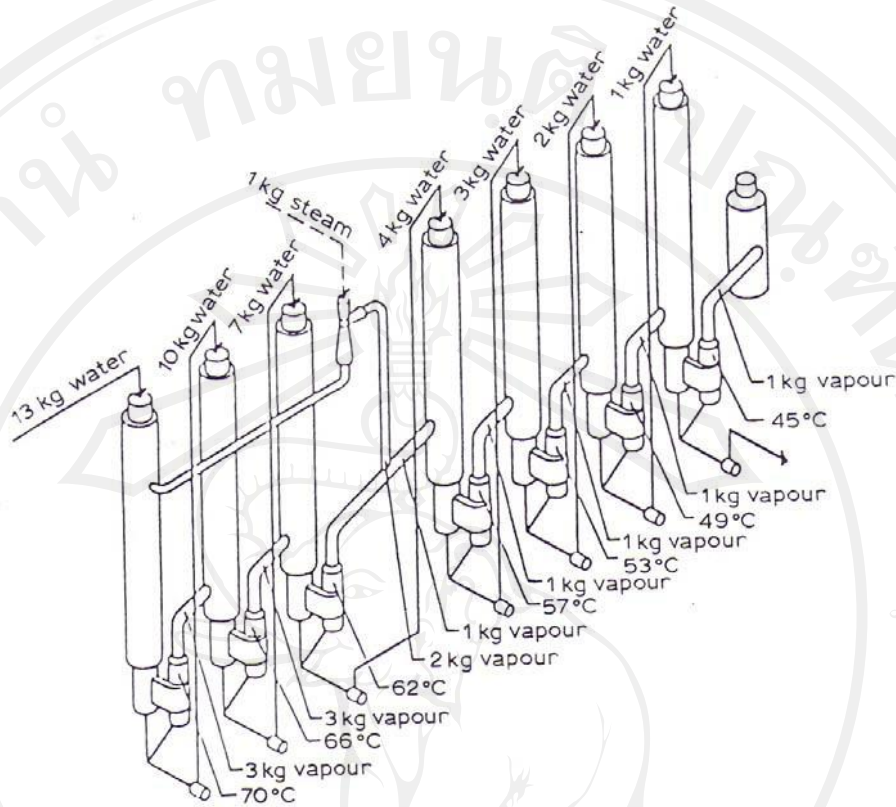 13 kg water
10 kg water
7 kg water
1 kg steam
4 kg water
3 kg water
2 kg water
1 kg water
1 kg vapour
45°C
1 kg vapour
49°C
1 kg vapour
53°C
1 kg vapour
57°C
1 kg vapour
2 kg vapour
62°C
3 kg vapour
66°C
3 kg vapour
70°C